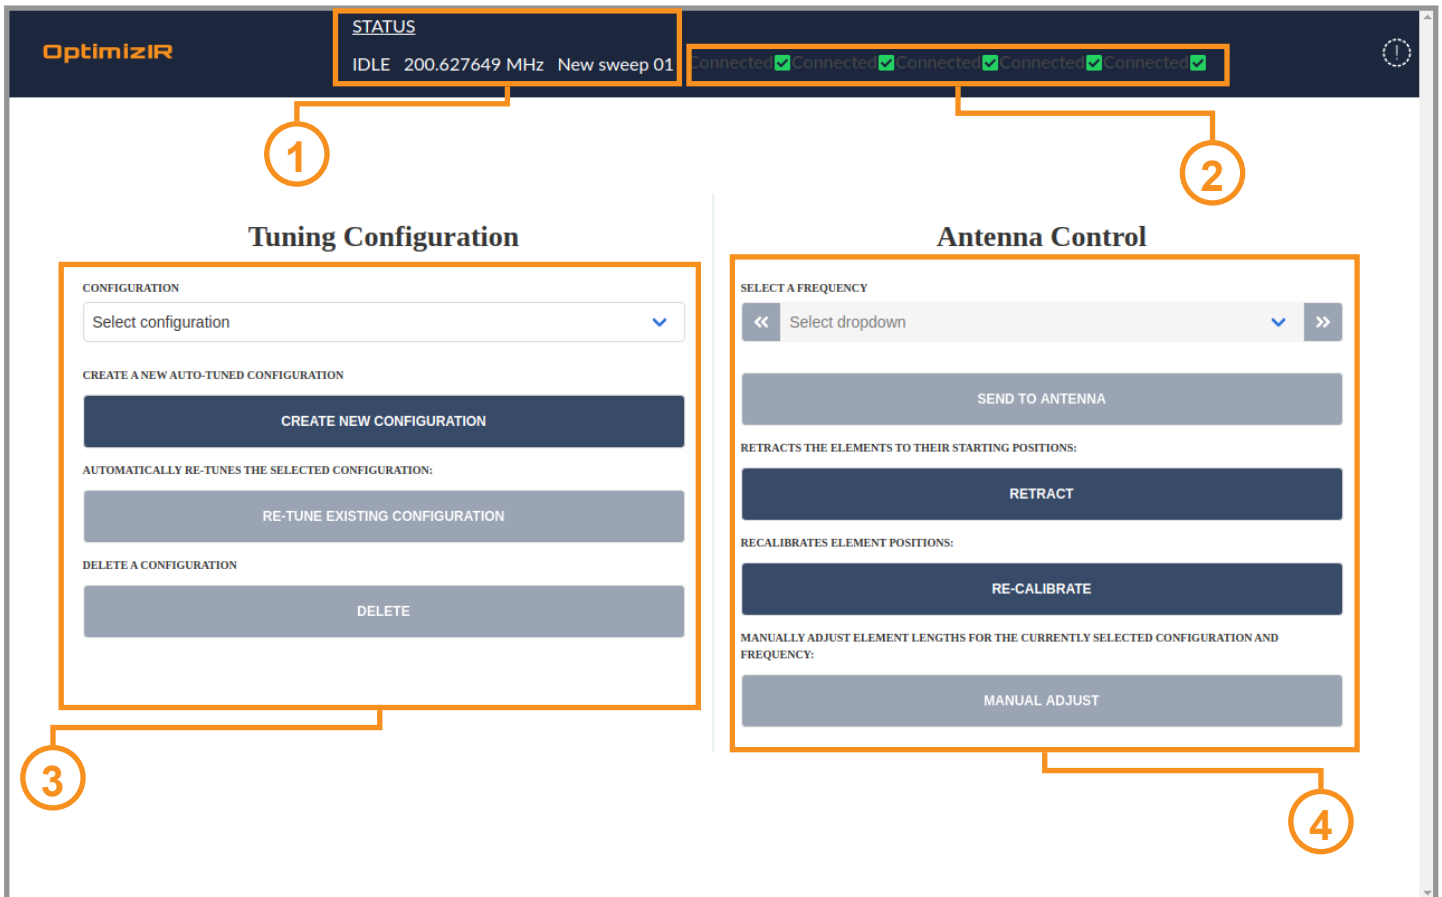 STATUS
OptimizIR
IDLE 200.627649 MHz New sweep 01
Connected Connected Connected Connected Connected
1
2
Tuning Configuration
CONFIGURATION
Select configuration
CREATE A NEW AUTO-TUNED CONFIGURATION
CREATE NEW CONFIGURATION
AUTOMATICALLY RE-TUNES THE SELECTED CONFIGURATION:
RE-TUNE EXISTING CONFIGURATION
DELETE A CONFIGURATION
DELETE
3
Antenna Control
SELECT A FREQUENCY
Select dropdown
SEND TO ANTENNA
RETRACTS THE ELEMENTS TO THEIR STARTING POSITIONS:
RETRACT
RECALIBRATES ELEMENT POSITIONS:
RE-CALIBRATE
MANUALLY ADJUST ELEMENT LENGTHS FOR THE CURRENTLY SELECTED CONFIGURATION AND
FREQUENCY:
MANUAL ADJUST
4